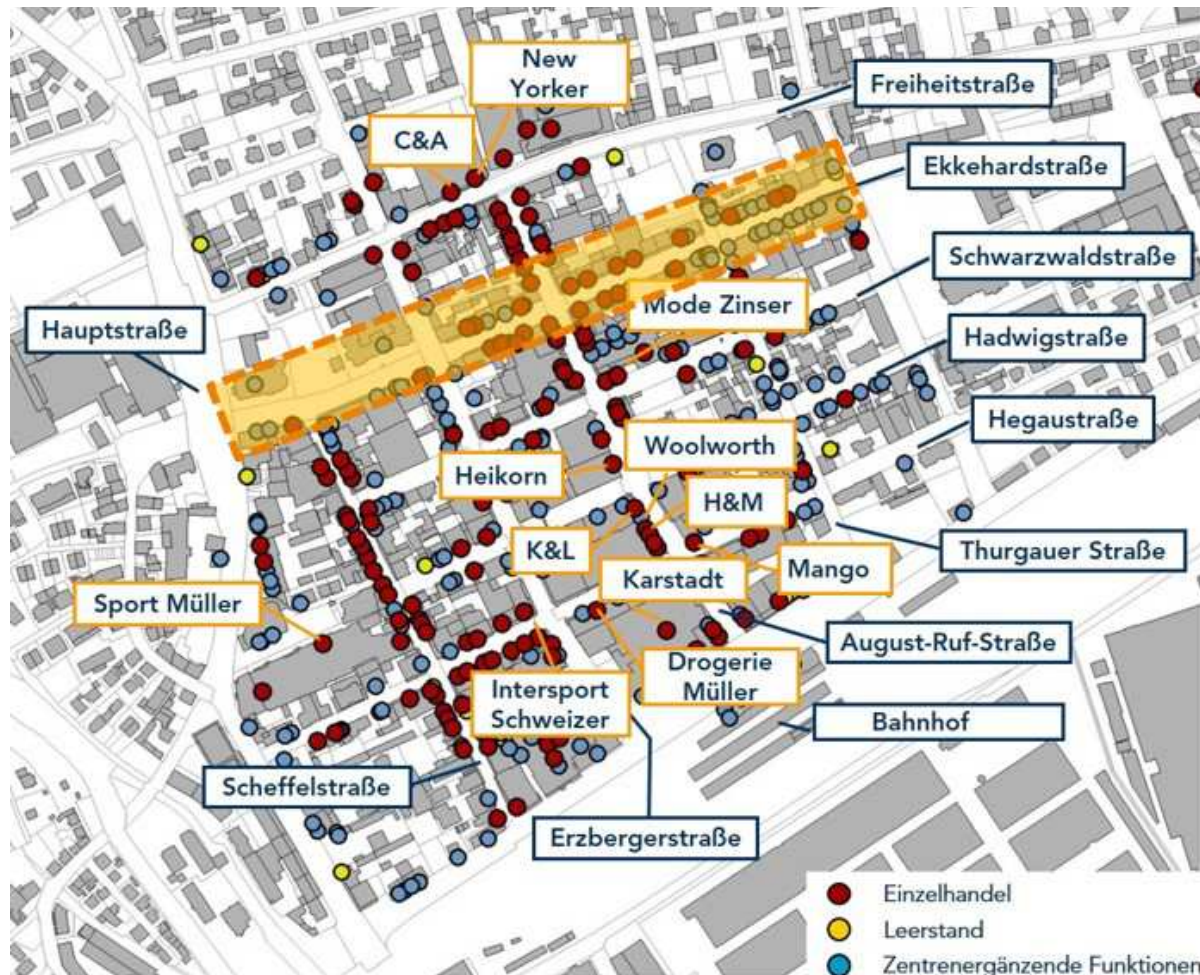 New
Yorker
Freiheitstraße
C&A
Ekkehardstraße
Schwarzwaldstraße
Mode Zinser
Hauptstraße
Hadwigstraße
Hegaustraße
Woolworth
Heikorn
H&M
K&L
Thurgauer Straße
Karstadt
Mango
Sport Müller
August-Ruf-Straße
Drogerie
Müller
Intersport
Schweizer
Bahnhof
Scheffelstraße
Erzbergerstraße
Einzelhandel
Leerstand
Zentrenergänzende Funktionen